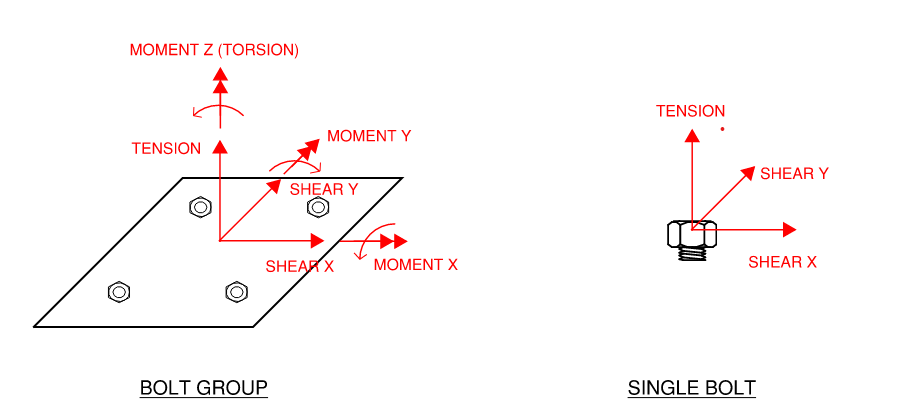 MOMENT Z (TORSION)
TENSION
MOMENT Y
SHEAR Y
SHEAR X
MOMENT X
BOLT GROUP
TENSION
SHEAR Y
SHEAR X
SINGLE BOLT